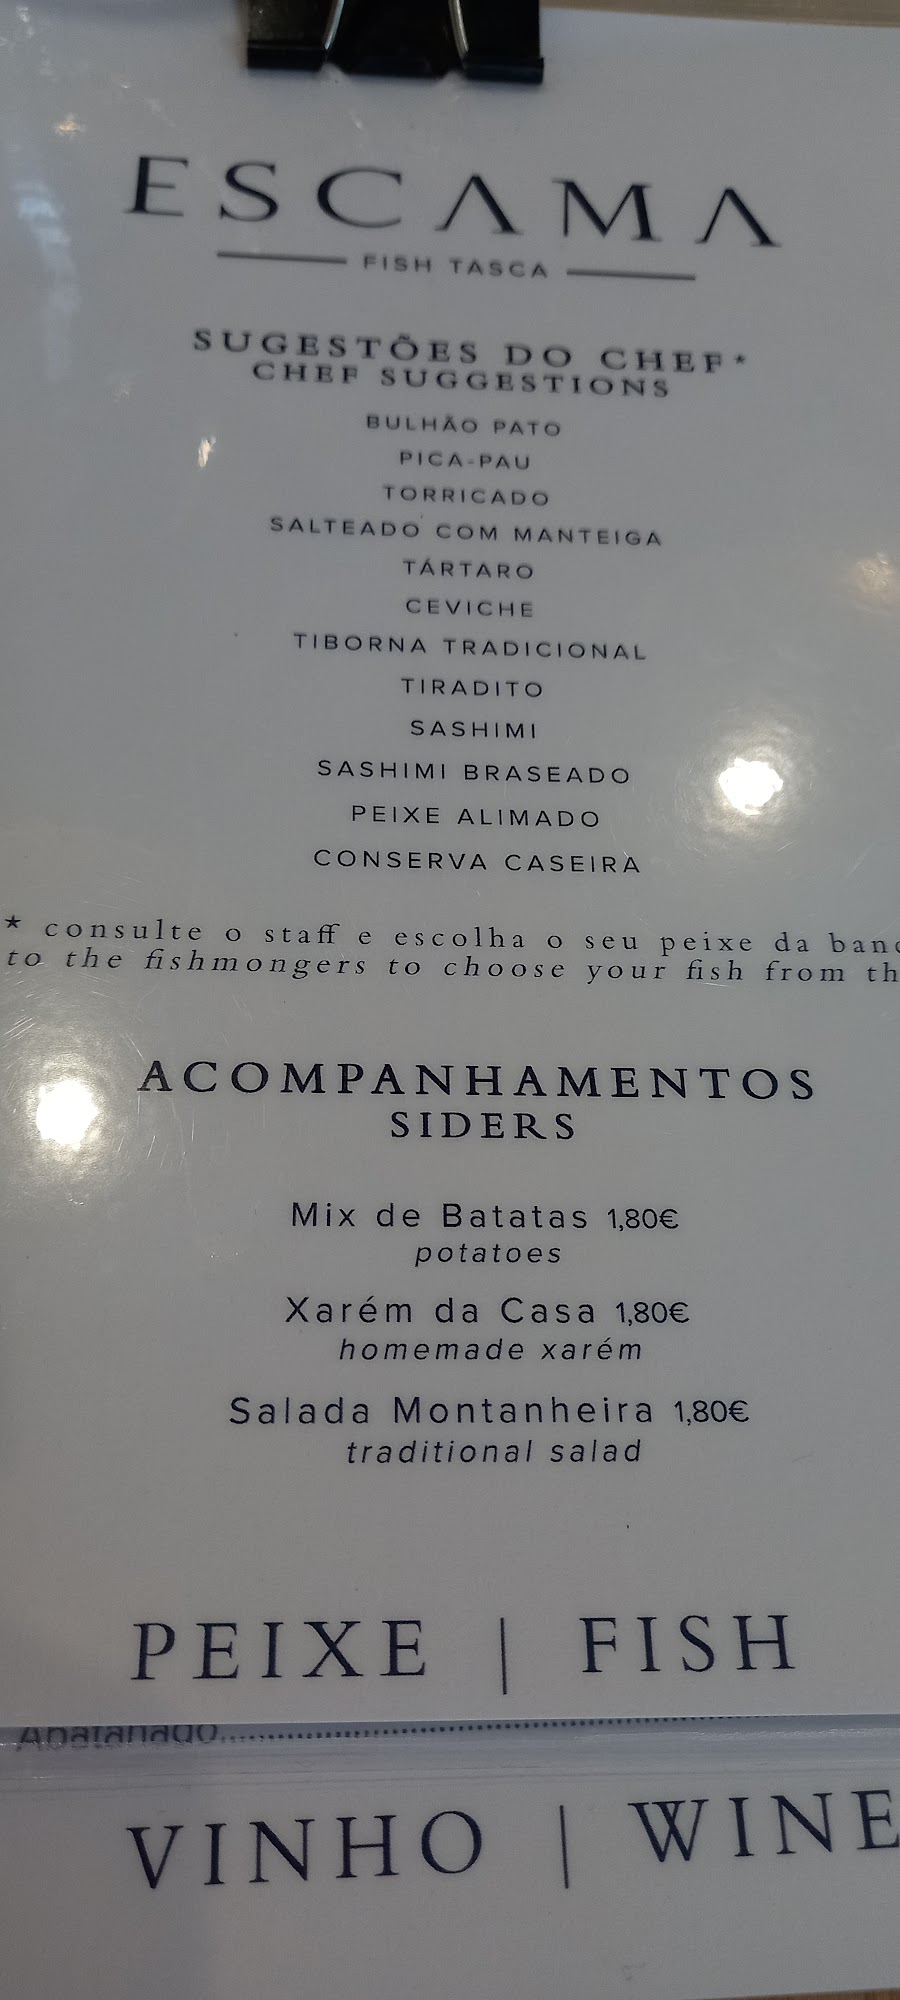 ESCAMA
FISH TASCA
SUGESTÕES DO CHEF*
CHEF SUGGESTIONS
BULHÃO PATO
PICA-PAU
TORRICADO
SALTEADO COM MANTEIGA
TÁRTARO
CEVICHE
TIBORNA TRADICIONAL
TIRADITO
SASHIMI
SASHIMI BRASEADO
PEIXE ALIMADO
CONSERVA CASEIRA
* consulte o staff e escolha o seu peixe da
to the fishmongers to choose your fish from
ACOMPANHAMENTOS
SIDERS
Mix de Batatas 1,80€
potatoes
Xarém da Casa 1,80€
homemade xarém
Salada Montanheira 1,80€
traditional salad
PEIXE | FISH
VINHO | WINE